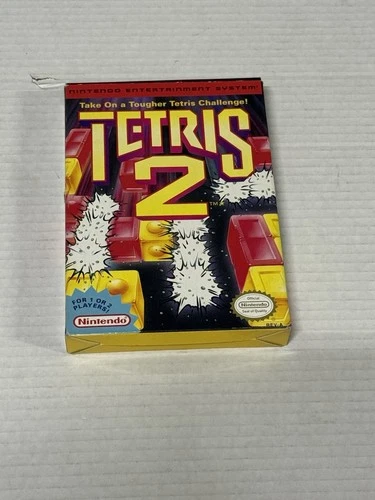 NINTENDO ENTERTAINMENT SYSTEM®
Take On a Tougher Tetris Challenge!
TETRIS
2
TM
FOR 1 OR 2
PLAYERS!
Nintendo
Official
Nintendo
Seal of Quality
REV-A